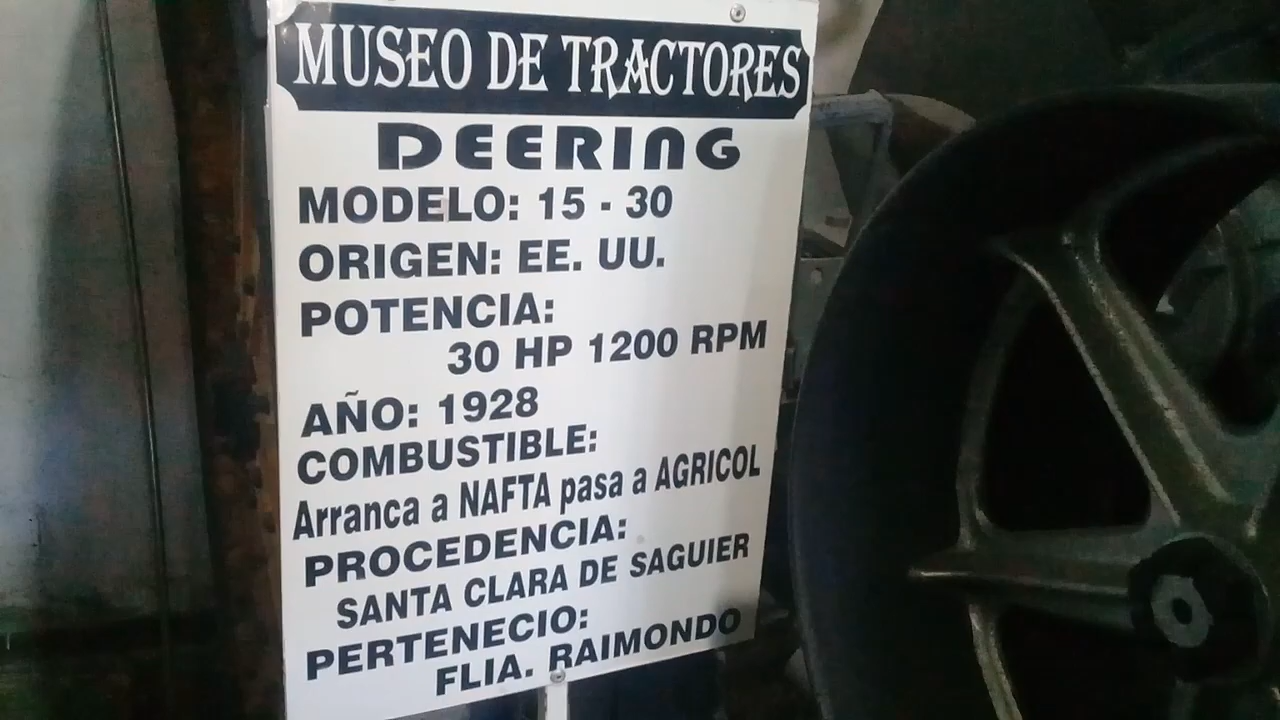 MUSEO DE TRACTORES
DEERING
MODELO: 15 - 30
ORIGEN: EE. UU.
POTENCIA:
30 HP 1200 RPM
AÑO: 1928
COMBUSTIBLE:
Arranca a NAFTA pasa a AGRICOL
PROCEDENCIA:
SANTA CLARA DE SAGUIER
PERTENECIO:
FLIA. RAIMONDO